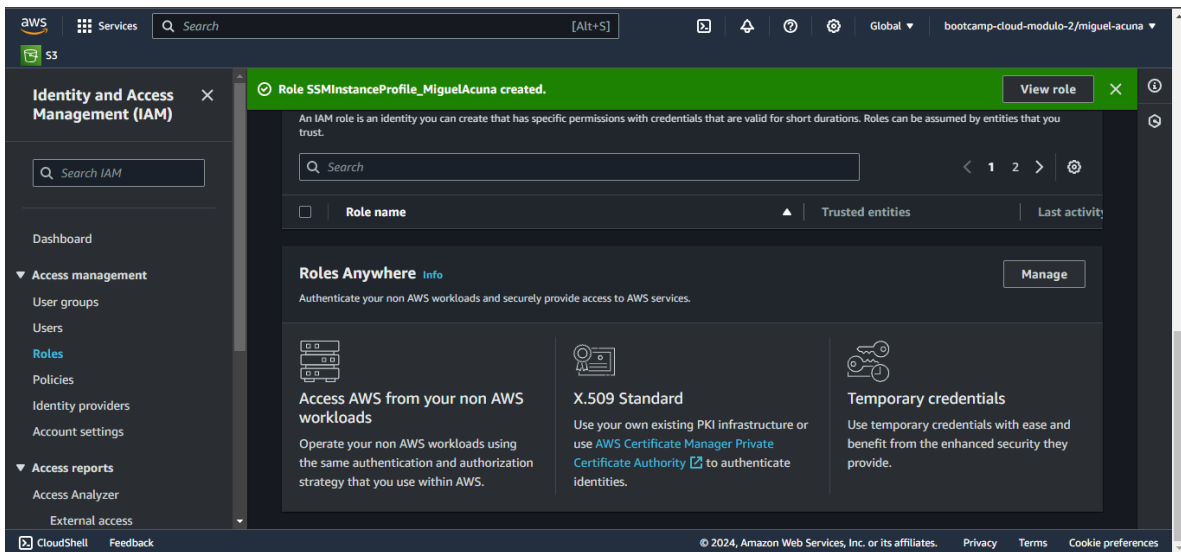 aws
Services
Search
[Alt+S]
Global
bootcamp-cloud-modulo-2/miguel-acuna
S3
Identity and Access
Management (IAM)
Search IAM
Dashboard
Access management
User groups
Users
Roles
Policies
Identity providers
Account settings
Access reports
Access Analyzer
External access
Role SSMInstanceProfile_MiguelAcuna created.
View role
An IAM role is an identity you can create that has specific permissions with credentials that are valid for short durations. Roles can be assumed by entities that you
trust.
Search
1 2
Role name
Trusted entities
Last activity
Roles Anywhere Info
Manage
Authenticate your non AWS workloads and securely provide access to AWS services.
Access AWS from your non AWS
workloads
Operate your non AWS workloads using
the same authentication and authorization
strategy that you use within AWS.
X.509 Standard
Use your own existing PKI infrastructure or
use AWS Certificate Manager Private
Certificate Authority to authenticate
identities.
Temporary credentials
Use temporary credentials with ease and
benefit from the enhanced security they
provide.
CloudShell
Feedback
© 2024, Amazon Web Services, Inc. or its affiliates.
Privacy
Terms
Cookie preferences